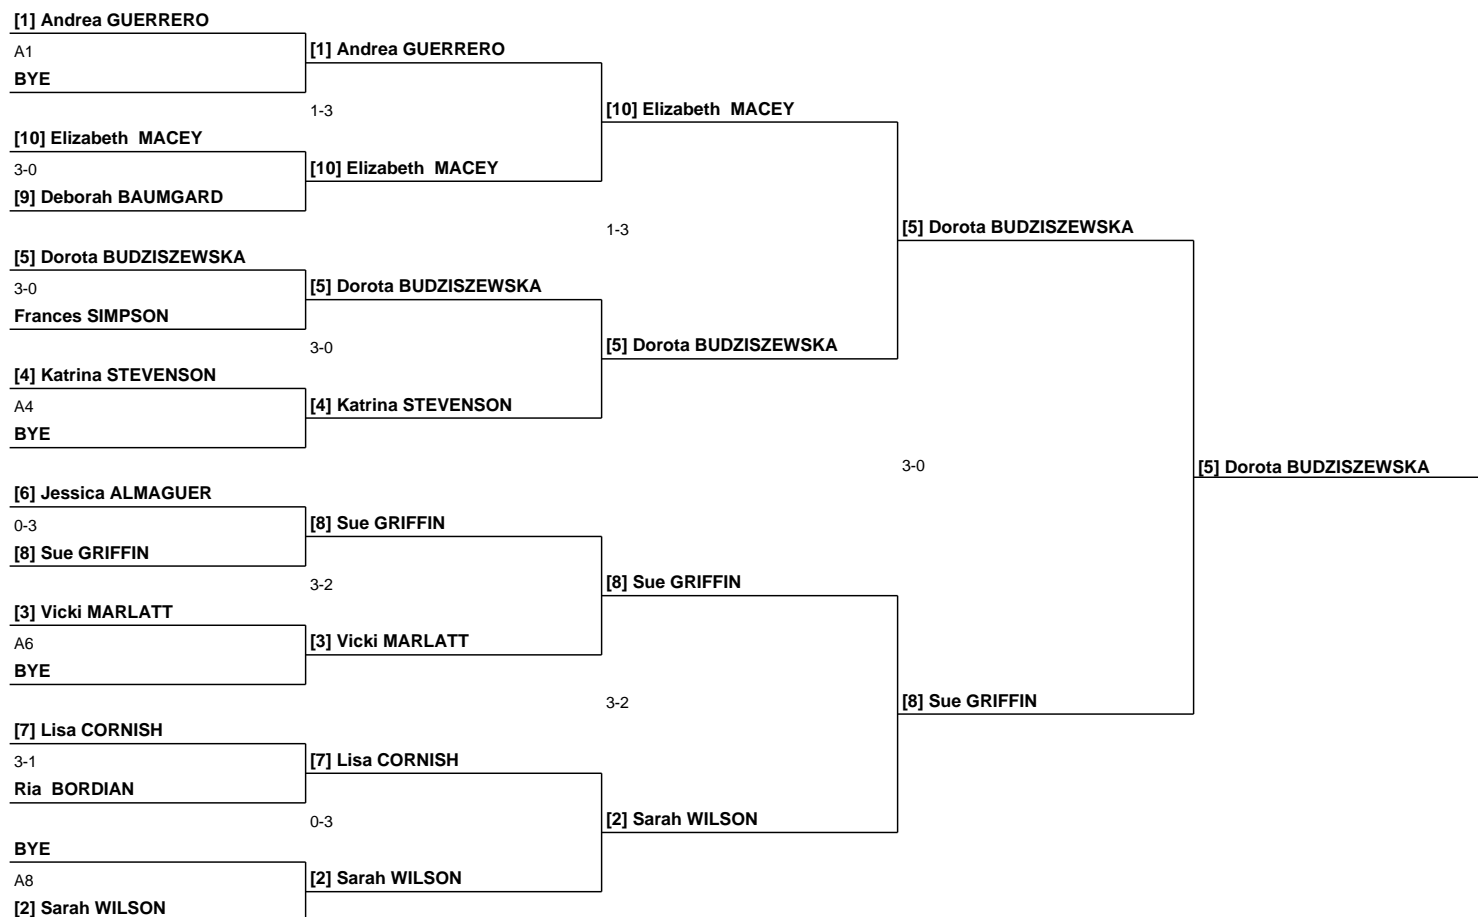 [1] Andrea GUERRERO
A1
BYE
[10] Elizabeth  MACEY
3-0
[9] Deborah BAUMGARD
[5] Dorota BUDZISZEWSKA
3-0
Frances SIMPSON
[4] Katrina STEVENSON
A4
BYE
[6] Jessica ALMAGUER
0-3
[8] Sue GRIFFIN
[3] Vicki MARLATT
A6
BYE
[7] Lisa CORNISH
3-1
Ria  BORDIAN
BYE
A8
[2] Sarah WILSON
[1] Andrea GUERRERO
1-3
[10] Elizabeth  MACEY
[5] Dorota BUDZISZEWSKA
3-0
[4] Katrina STEVENSON
[8] Sue GRIFFIN
3-2
[3] Vicki MARLATT
[7] Lisa CORNISH
0-3
[2] Sarah WILSON
[10] Elizabeth  MACEY
1-3
[5] Dorota BUDZISZEWSKA
[8] Sue GRIFFIN
3-2
[2] Sarah WILSON
[5] Dorota BUDZISZEWSKA
3-0
[8] Sue GRIFFIN
[5] Dorota BUDZISZEWSKA